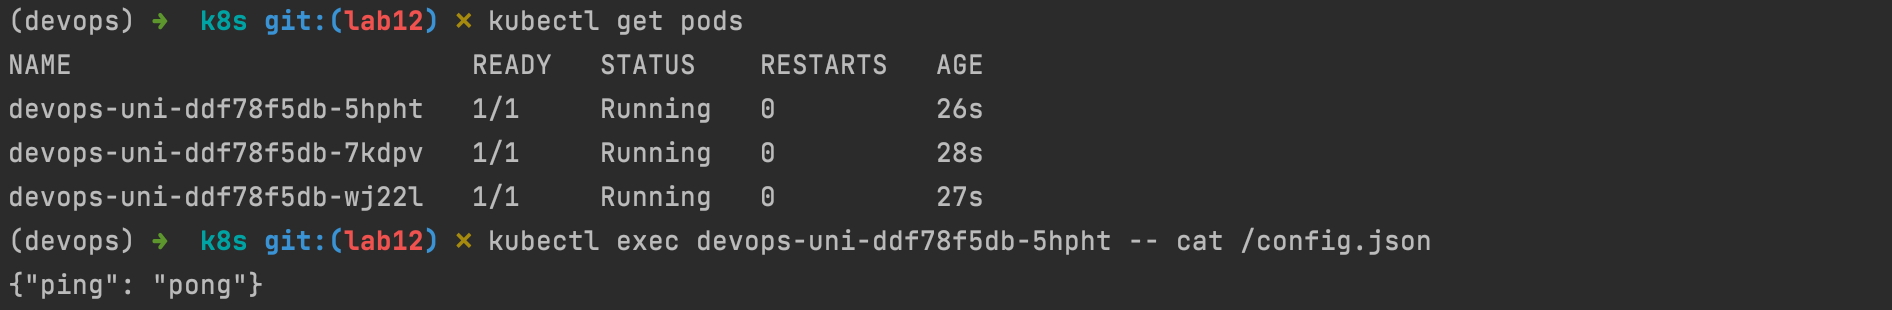 (devops) ➜  k8s git:(lab12) ✗ kubectl get pods
NAME                         READY   STATUS    RESTARTS   AGE
devops-uni-ddf78f5db-5hpht   1/1     Running   0          26s
devops-uni-ddf78f5db-7kdpv   1/1     Running   0          28s
devops-uni-ddf78f5db-wj22l   1/1     Running   0          27s
(devops) ➜  k8s git:(lab12) ✗ kubectl exec devops-uni-ddf78f5db-5hpht -- cat /config.json
{"ping": "pong"}